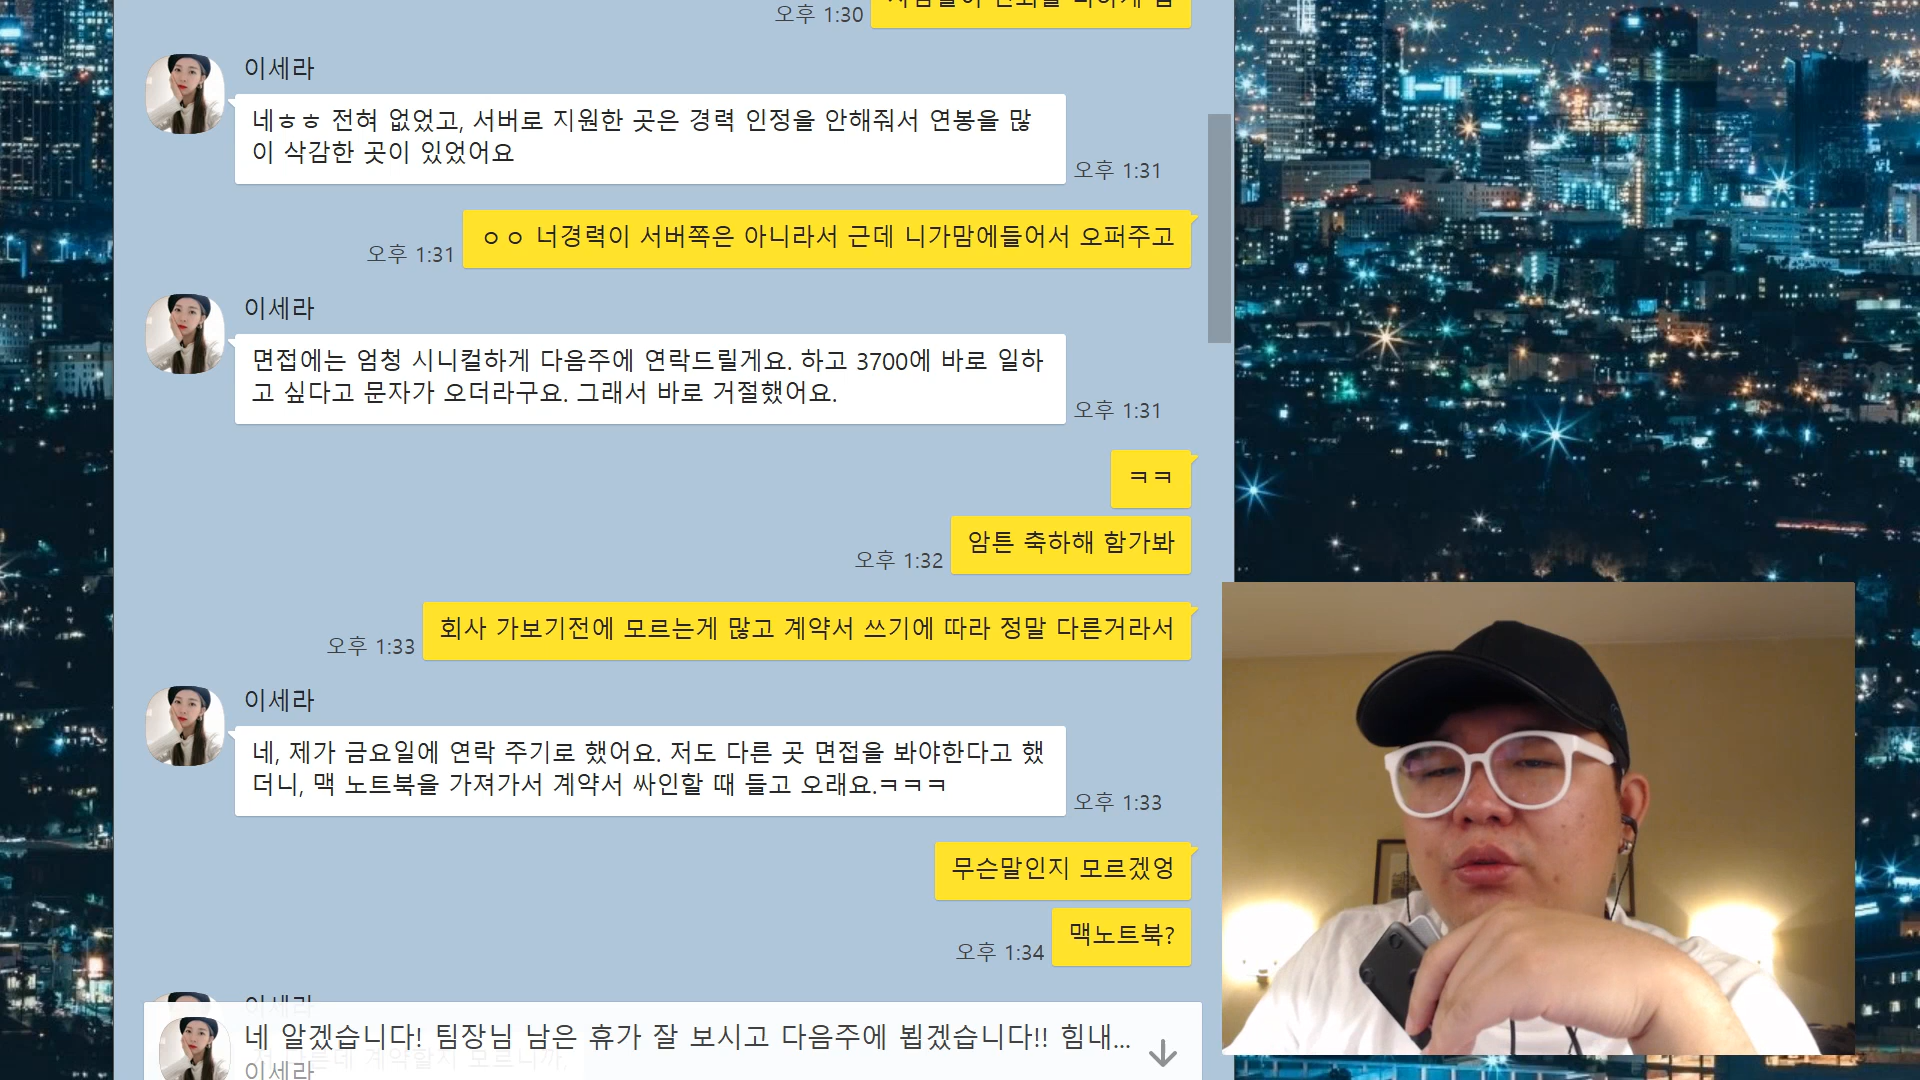 오후 1:30
이세라
네ㅎㅎ 전혀 없었고, 서버로 지원한 곳은 경력 인정을 안해줘서 연봉을 많
이 삭감한 곳이 있었어요
오후 1:31
ㅇㅇ 너경력이 서버쪽은 아니라서 근데 니가맘에들어서 오퍼주고
오후 1:31
이세라
면접에는 엄청 시니컬하게 다음주에 연락드릴게요. 하고 3700에 바로 일하
고 싶다고 문자가 오더라구요. 그래서 바로 거절했어요.
오후 1:31
ㅋㅋ
암튼 축하해 함가봐
오후 1:32
회사 가보기전에 모르는게 많고 계약서 쓰기에 따라 정말 다른거라서
오후 1:33
이세라
네, 제가 금요일에 연락 주기로 했어요. 저도 다른 곳 면접을 봐야한다고 했
더니, 맥 노트북을 가져가서 계약서 싸인할 때 들고 오래요.ㅋㅋㅋ
오후 1:33
무슨말인지 모르겠엉
맥노트북?
오후 1:34
이세라
네 알겠습니다! 팀장님 남은 휴가 잘 보시고 다음주에 뵙겠습니다!! 힘내...
이세라